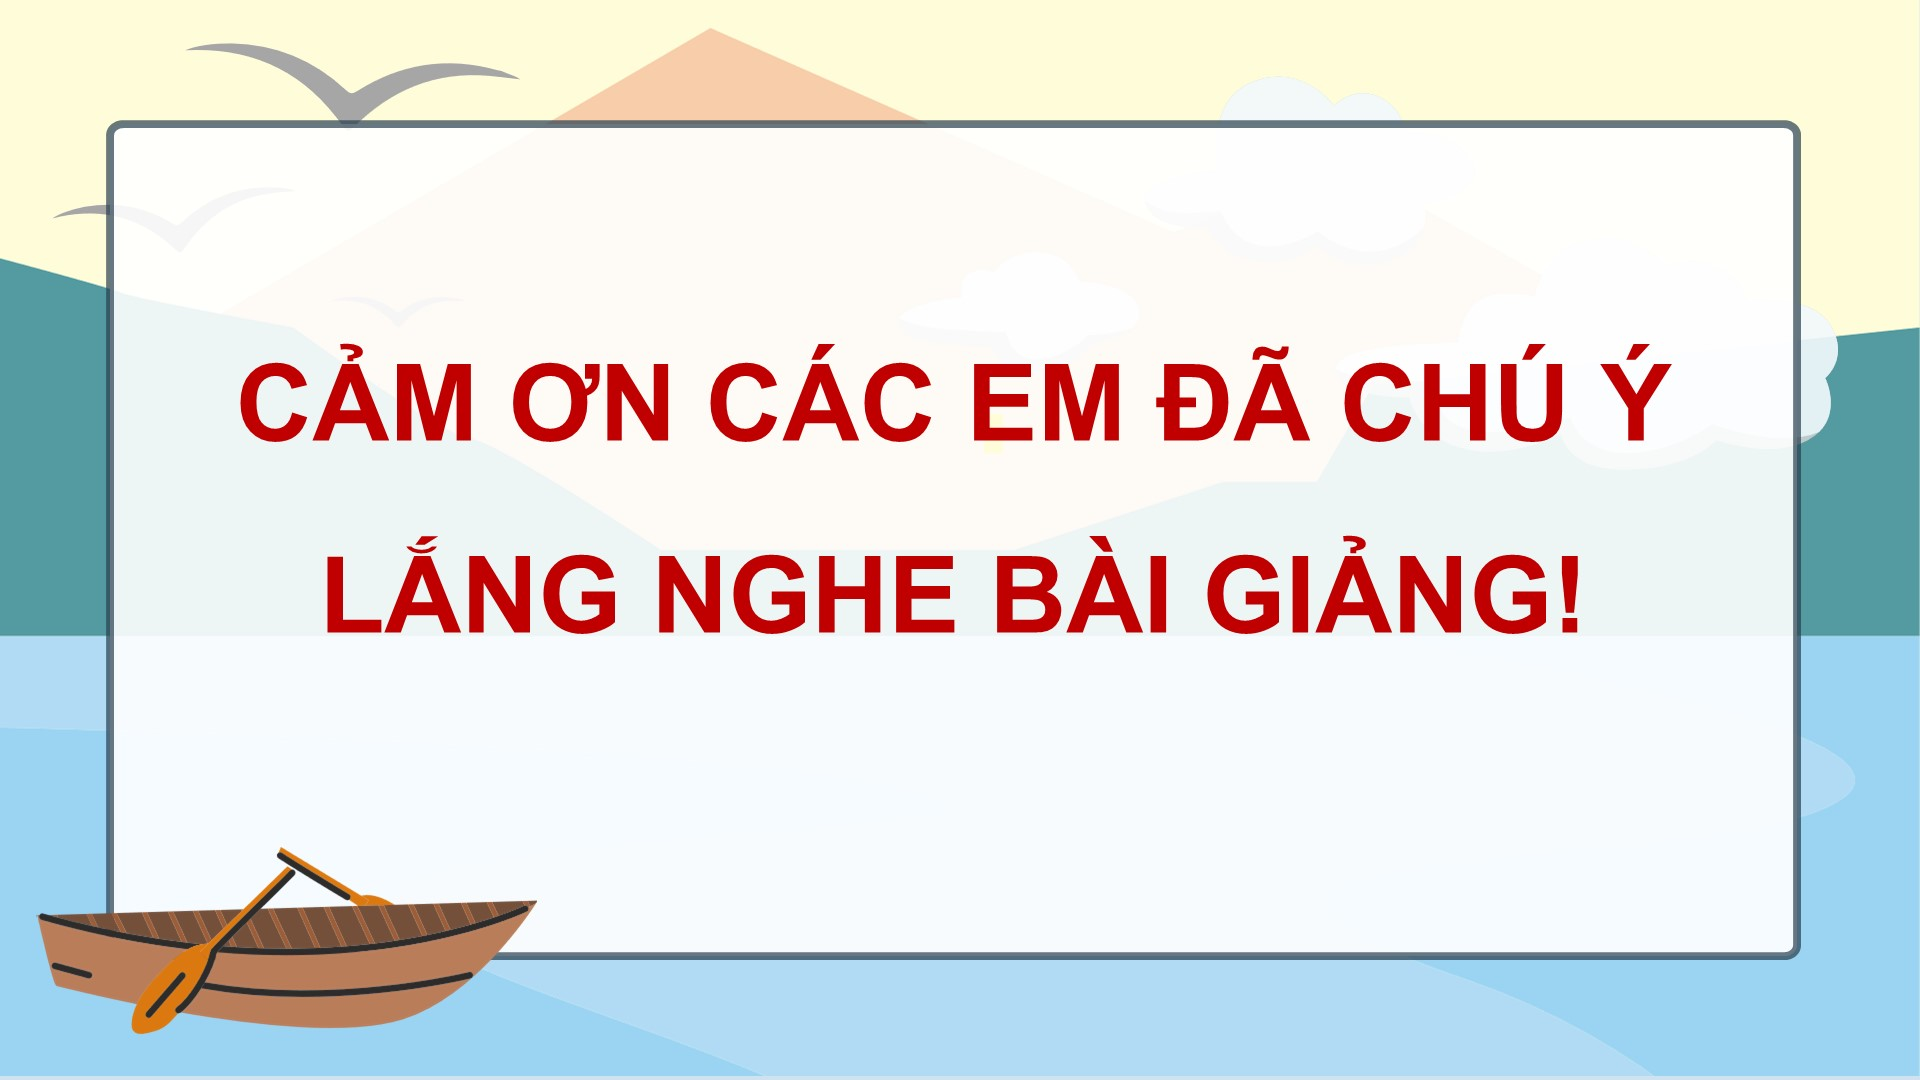 CẢM ƠN CÁC EM ĐÃ CHÚ Ý
LẮNG NGHE BÀI GIẢNG!